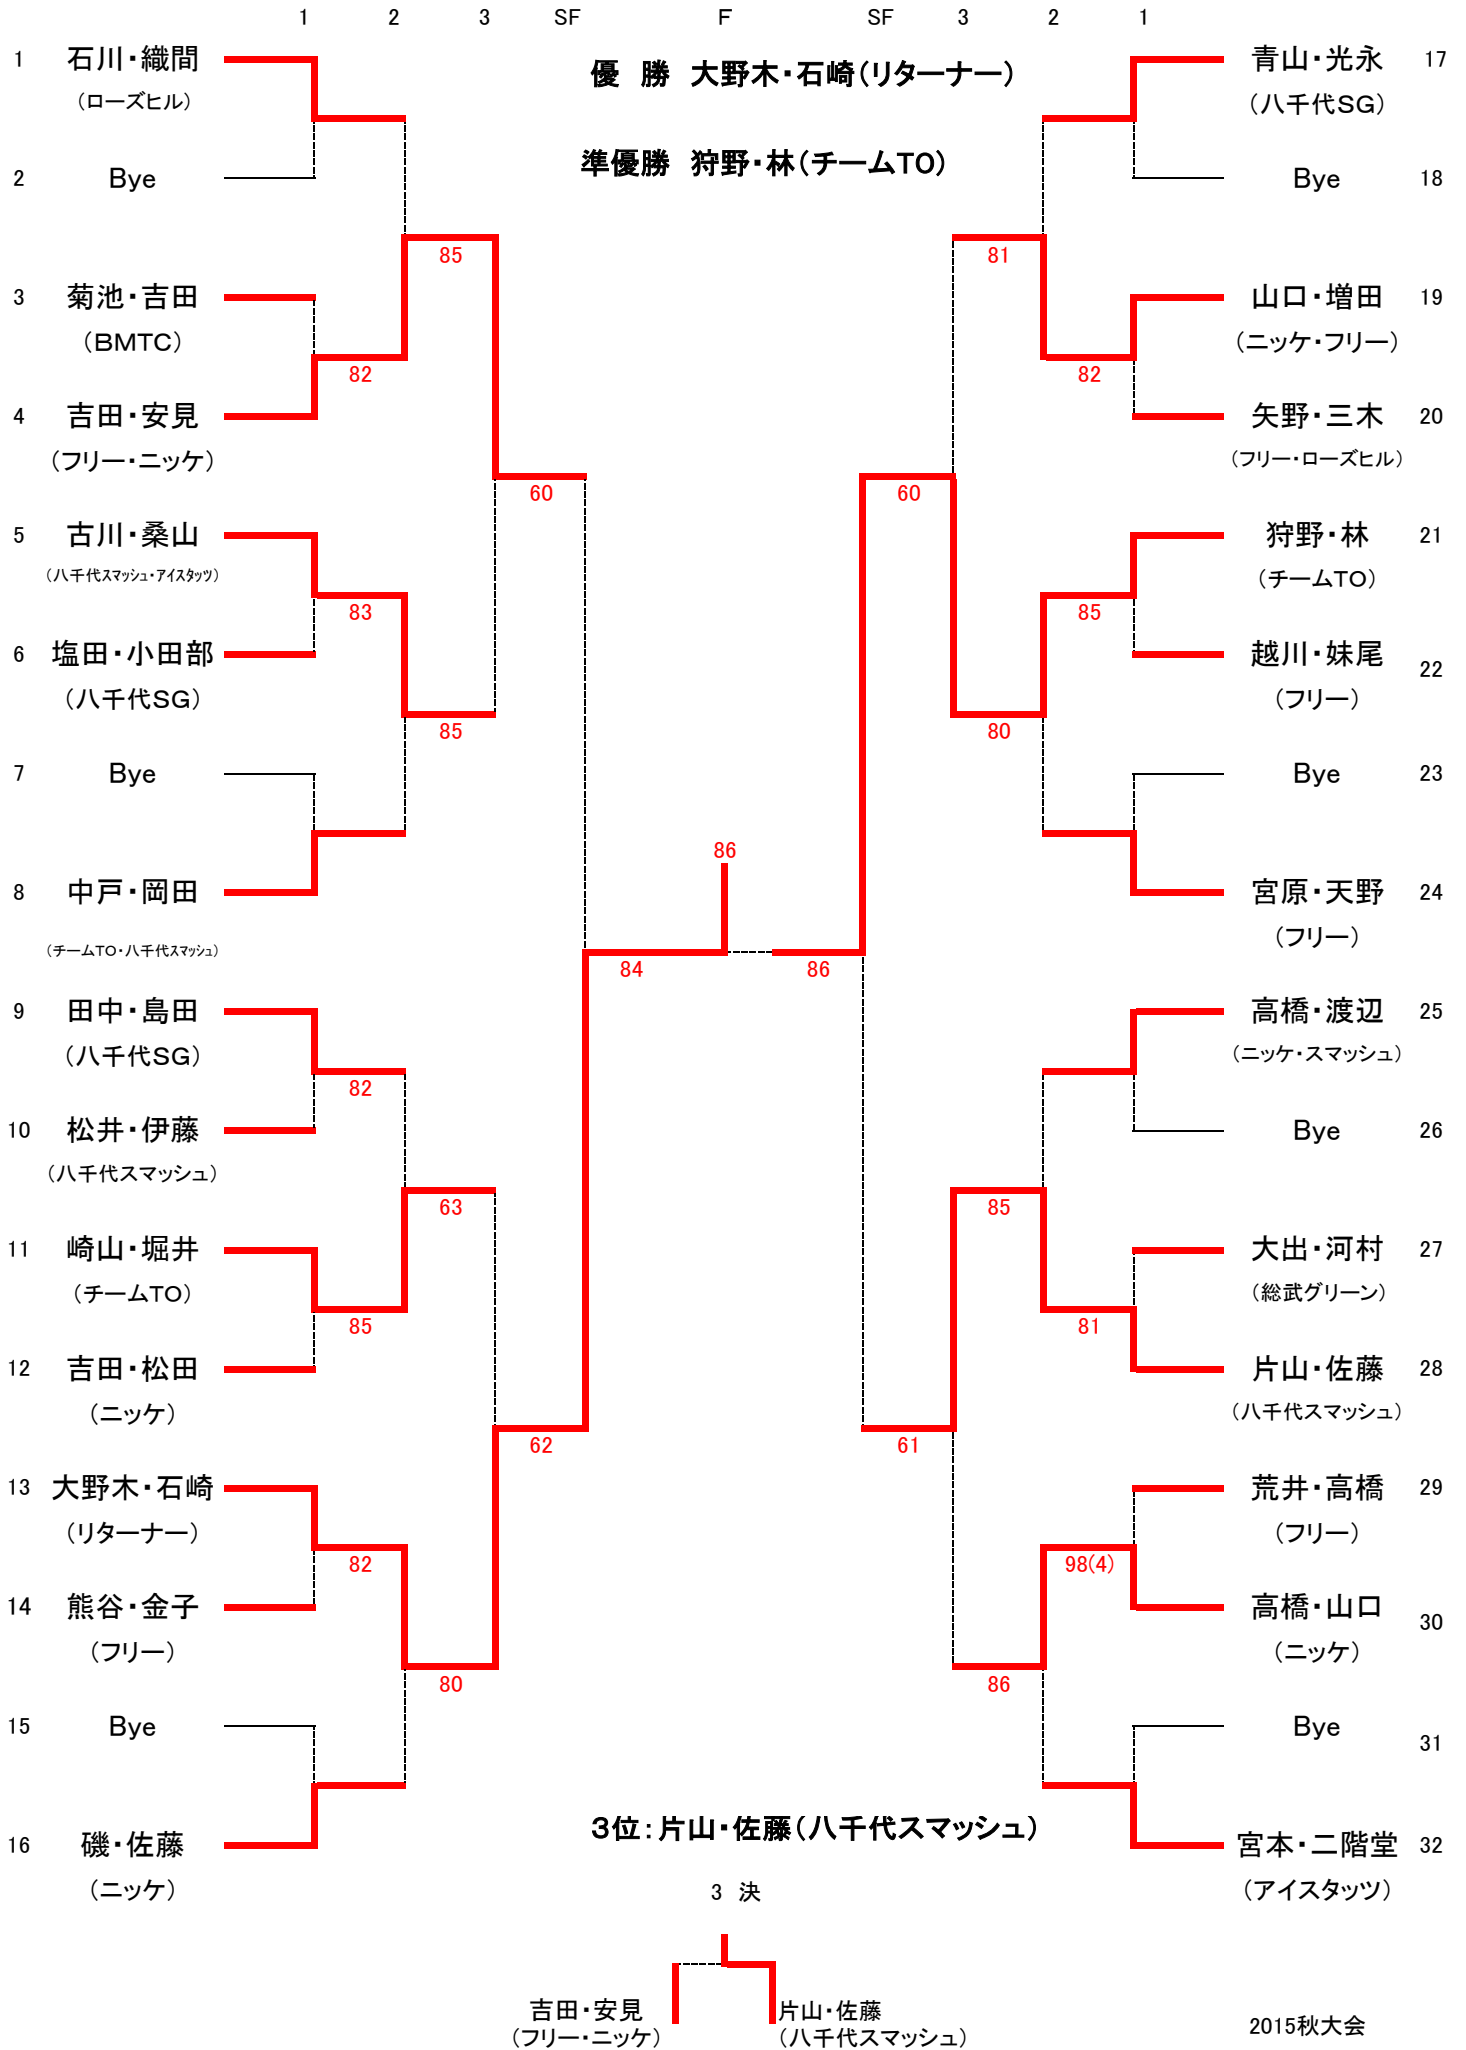 1 2 3 SF F SF 3 2 1
優　勝　大野木・石崎（リターナー）
準優勝　狩野・林（チームTO）
1 石川・織間
（ローズヒル）
2 Bye
3 菊池・吉田
（BMTC）
85
82
4 吉田・安見
（フリー・ニッケ）
60
5 古川・桑山
（八千代スマッシュ・アイスタッツ）
83
6 塩田・小田部
（八千代SG）
85
7 Bye
8 中戸・岡田
（チームTO・八千代スマッシュ）
9 田中・島田
（八千代SG）
82
10 松井・伊藤
（八千代スマッシュ）
63
11 崎山・堀井
（チームTO）
85
12 吉田・松田
（ニッケ）
62
13 大野木・石崎
（リターナー）
82
14 熊谷・金子
（フリー）
80
15 Bye
16 磯・佐藤
（ニッケ）
86
84
86
青山・光永 17
（八千代SG）
Bye 18
81
山口・増田 19
（ニッケ・フリー）
82
矢野・三木 20
（フリー・ローズヒル）
60
狩野・林 21
（チームTO）
85
越川・妹尾 22
（フリー）
80
Bye 23
宮原・天野 24
（フリー）
高橋・渡辺 25
（ニッケ・スマッシュ）
Bye 26
85
大出・河村 27
（総武グリーン）
81
片山・佐藤 28
（八千代スマッシュ）
61
荒井・高橋 29
（フリー）
98(4)
高橋・山口 30
（ニッケ）
86
Bye 31
宮本・二階堂 32
（アイスタッツ）
３位：片山・佐藤（八千代スマッシュ）
3 決
吉田・安見
（フリー・ニッケ）
片山・佐藤
（八千代スマッシュ）
2015秋大会